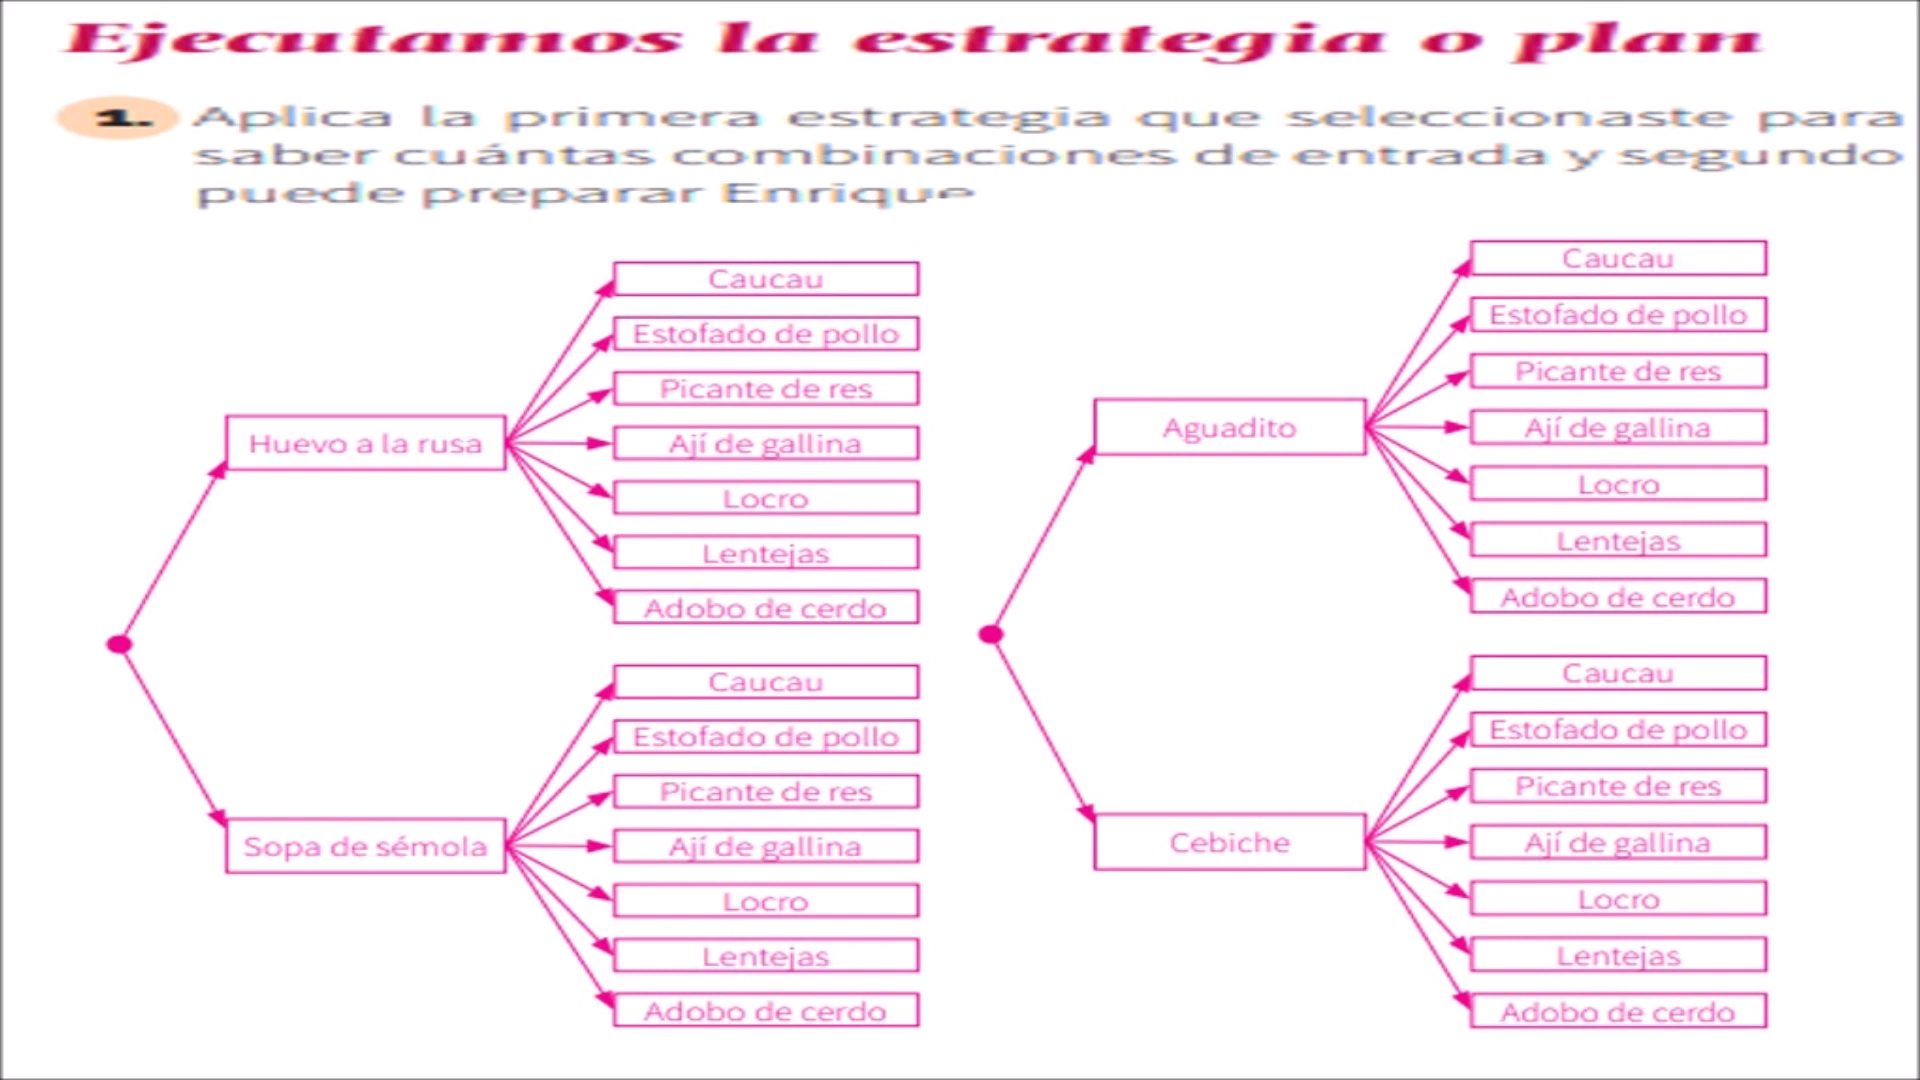 Ejecutamos la estrategia o plan
1. Aplica la primera estrategia que seleccionaste para
saber cuántas combinaciones de entrada y segundo
puede preparar Enrique
Huevo a la rusa
Caucau
Estofado de pollo
Picante de res
Ají de gallina
Locro
Lentejas
Adobo de cerdo
Sopa de sémola
Caucau
Estofado de pollo
Picante de res
Ají de gallina
Locro
Lentejas
Adobo de cerdo
Aguadito
Caucau
Estofado de pollo
Picante de res
Ají de gallina
Locro
Lentejas
Adobo de cerdo
Cebiche
Caucau
Estofado de pollo
Picante de res
Ají de gallina
Locro
Lentejas
Adobo de cerdo